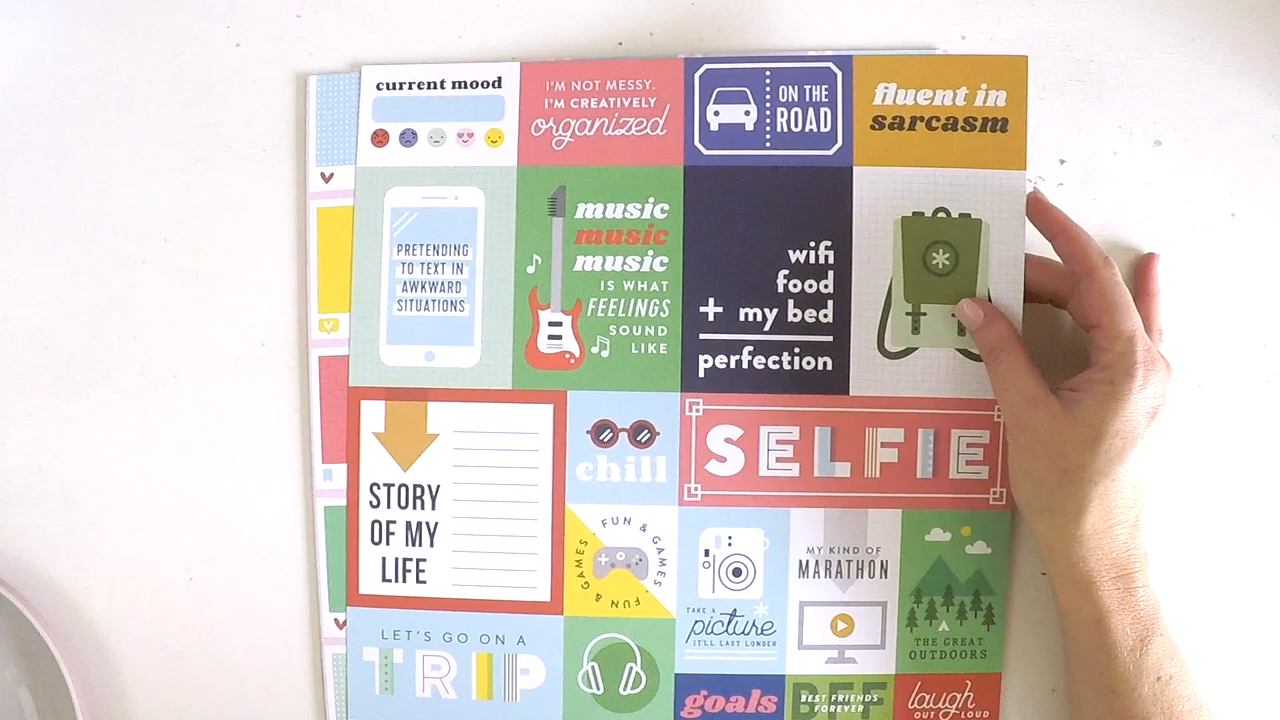 current mood
I'M NOT MESSY.
I'M CREATIVELY
organized
ON THE
ROAD
fluent in
sarcasm
PRETENDING
TO TEXT IN
AWKWARD
SITUATIONS
music
music
music
IS WHAT
FEELINGS
SOUND
LIKE
wifi
food
+ my bed
perfection
STORY
OF MY
LIFE
chill
SELFIE
FUN & GAMES
FUN & GAMES
TAKE A
picture
IT'LL LAST LONGER
MY KIND OF
MARATHON
THE GREAT
OUTDOORS
LET'S GO ON A
TRIP
goals
BFF
BEST FRIENDS
FOREVER
laugh
OUT LOUD